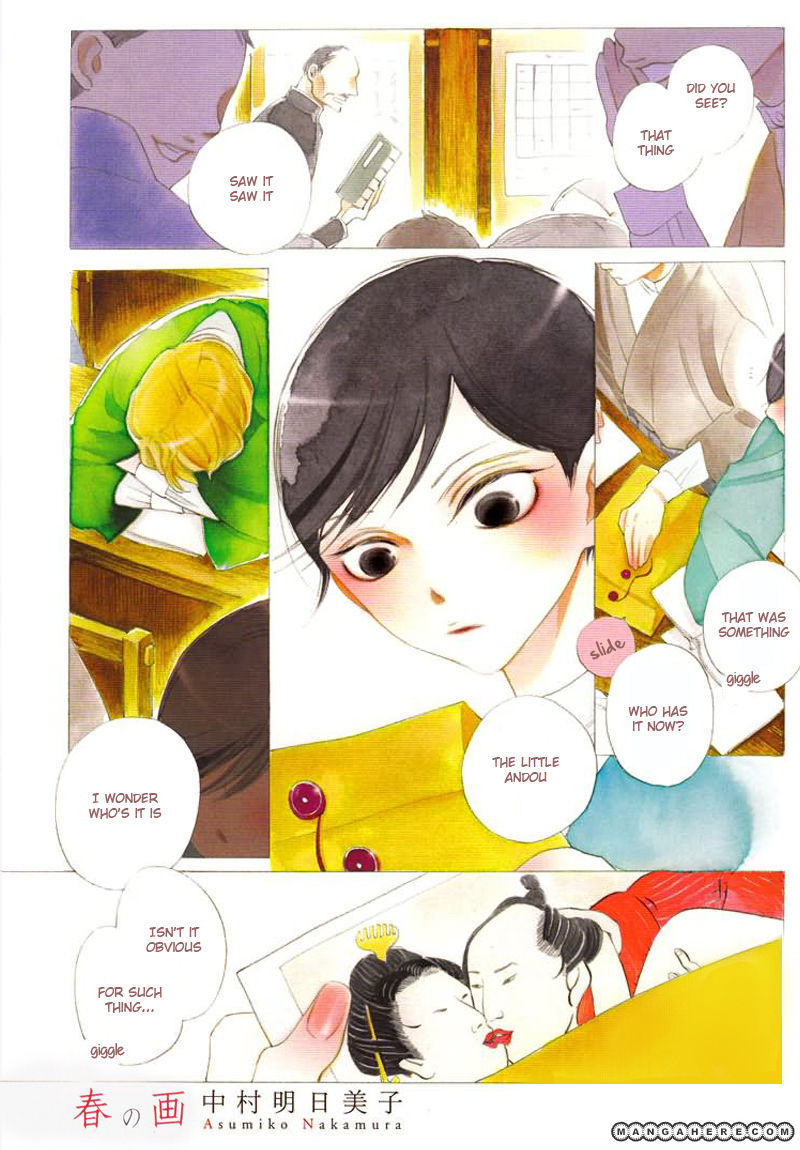 DID YOU
SEE?
THAT
THING
SAW IT
SAW IT
THAT WAS
SOMETHING
giggle
slide
WHO HAS
IT NOW?
THE LITTLE
ANDOU
I WONDER
WHO'S IT IS
ISN'T IT
OBVIOUS
FOR SUCH
THING...
giggle
春の画 中村明日美子
Asumiko Nakamura
MANGAHERE.COM